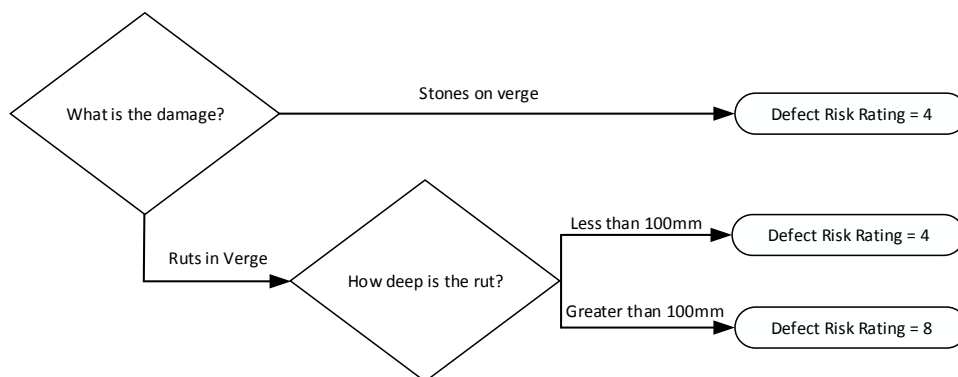 What is the damage?
Stones on verge
Defect Risk Rating = 4
Ruts in Verge
How deep is the rut?
Less than 100mm
Defect Risk Rating = 4
Greater than 100mm
Defect Risk Rating = 8